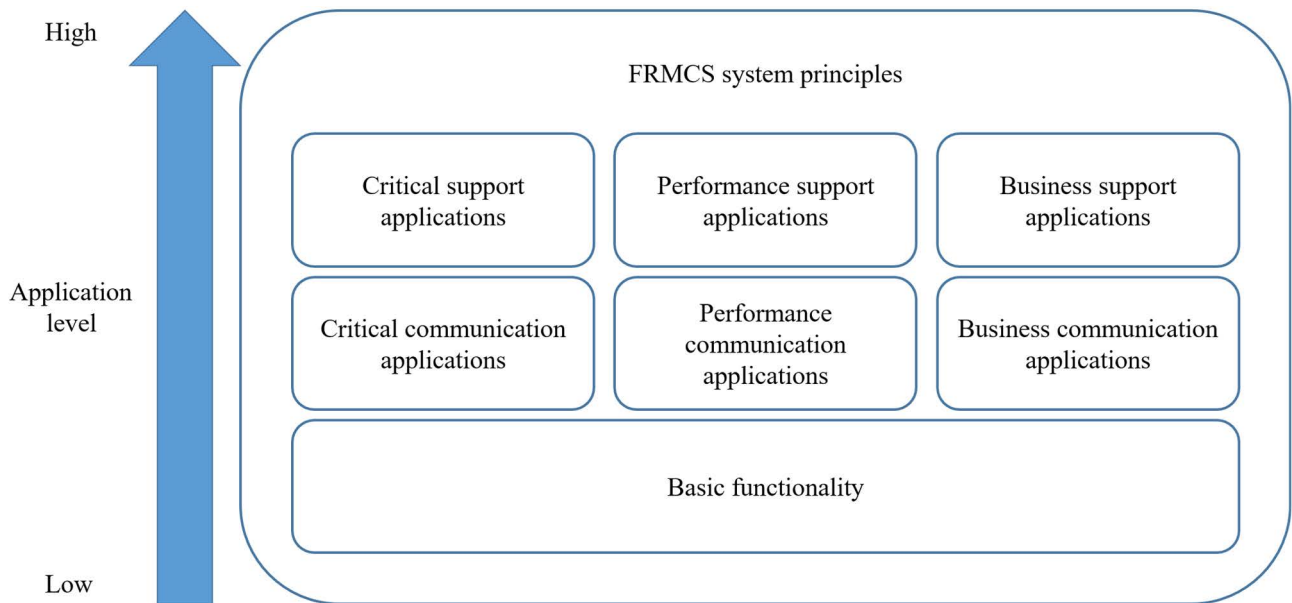 High
FRMCS system principles
Critical support
applications
Performance support
applications
Business support
applications
Application
level
Critical communication
applications
Performance
communication
applications
Business communication
applications
Basic functionality
Low